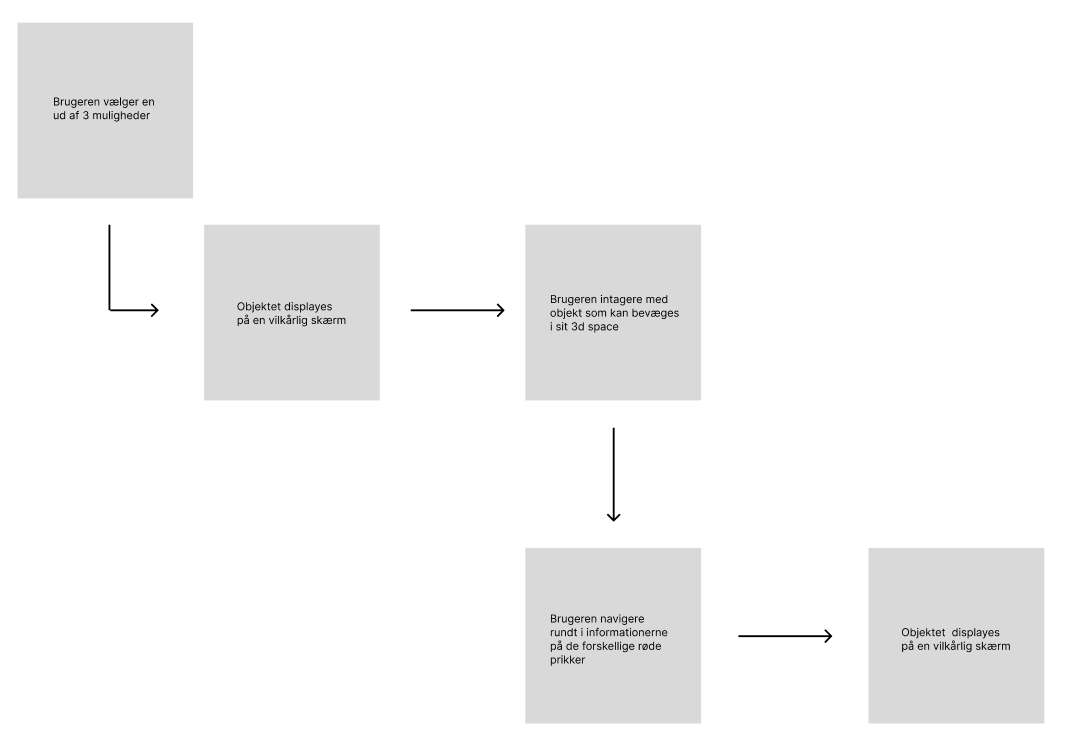 Brugeren vælger en
ud af 3 muligheder
Objektet displayes
på en vilkårlig skærm
Brugeren intagere med
objekt som kan bevæges
i sit 3d space
Brugeren navigere
rundt i informationerne
på de forskellige røde
prikker
Objektet  displayes
på en vilkårlig skærm